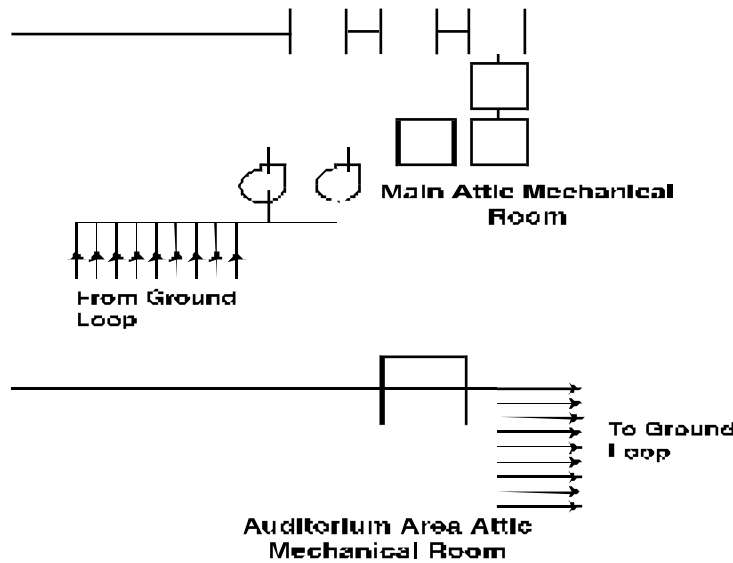 Main Attic Mechanical
Room
From Ground
Loop
To Ground
Loop
Auditorium Area Attic
Mechanical Room